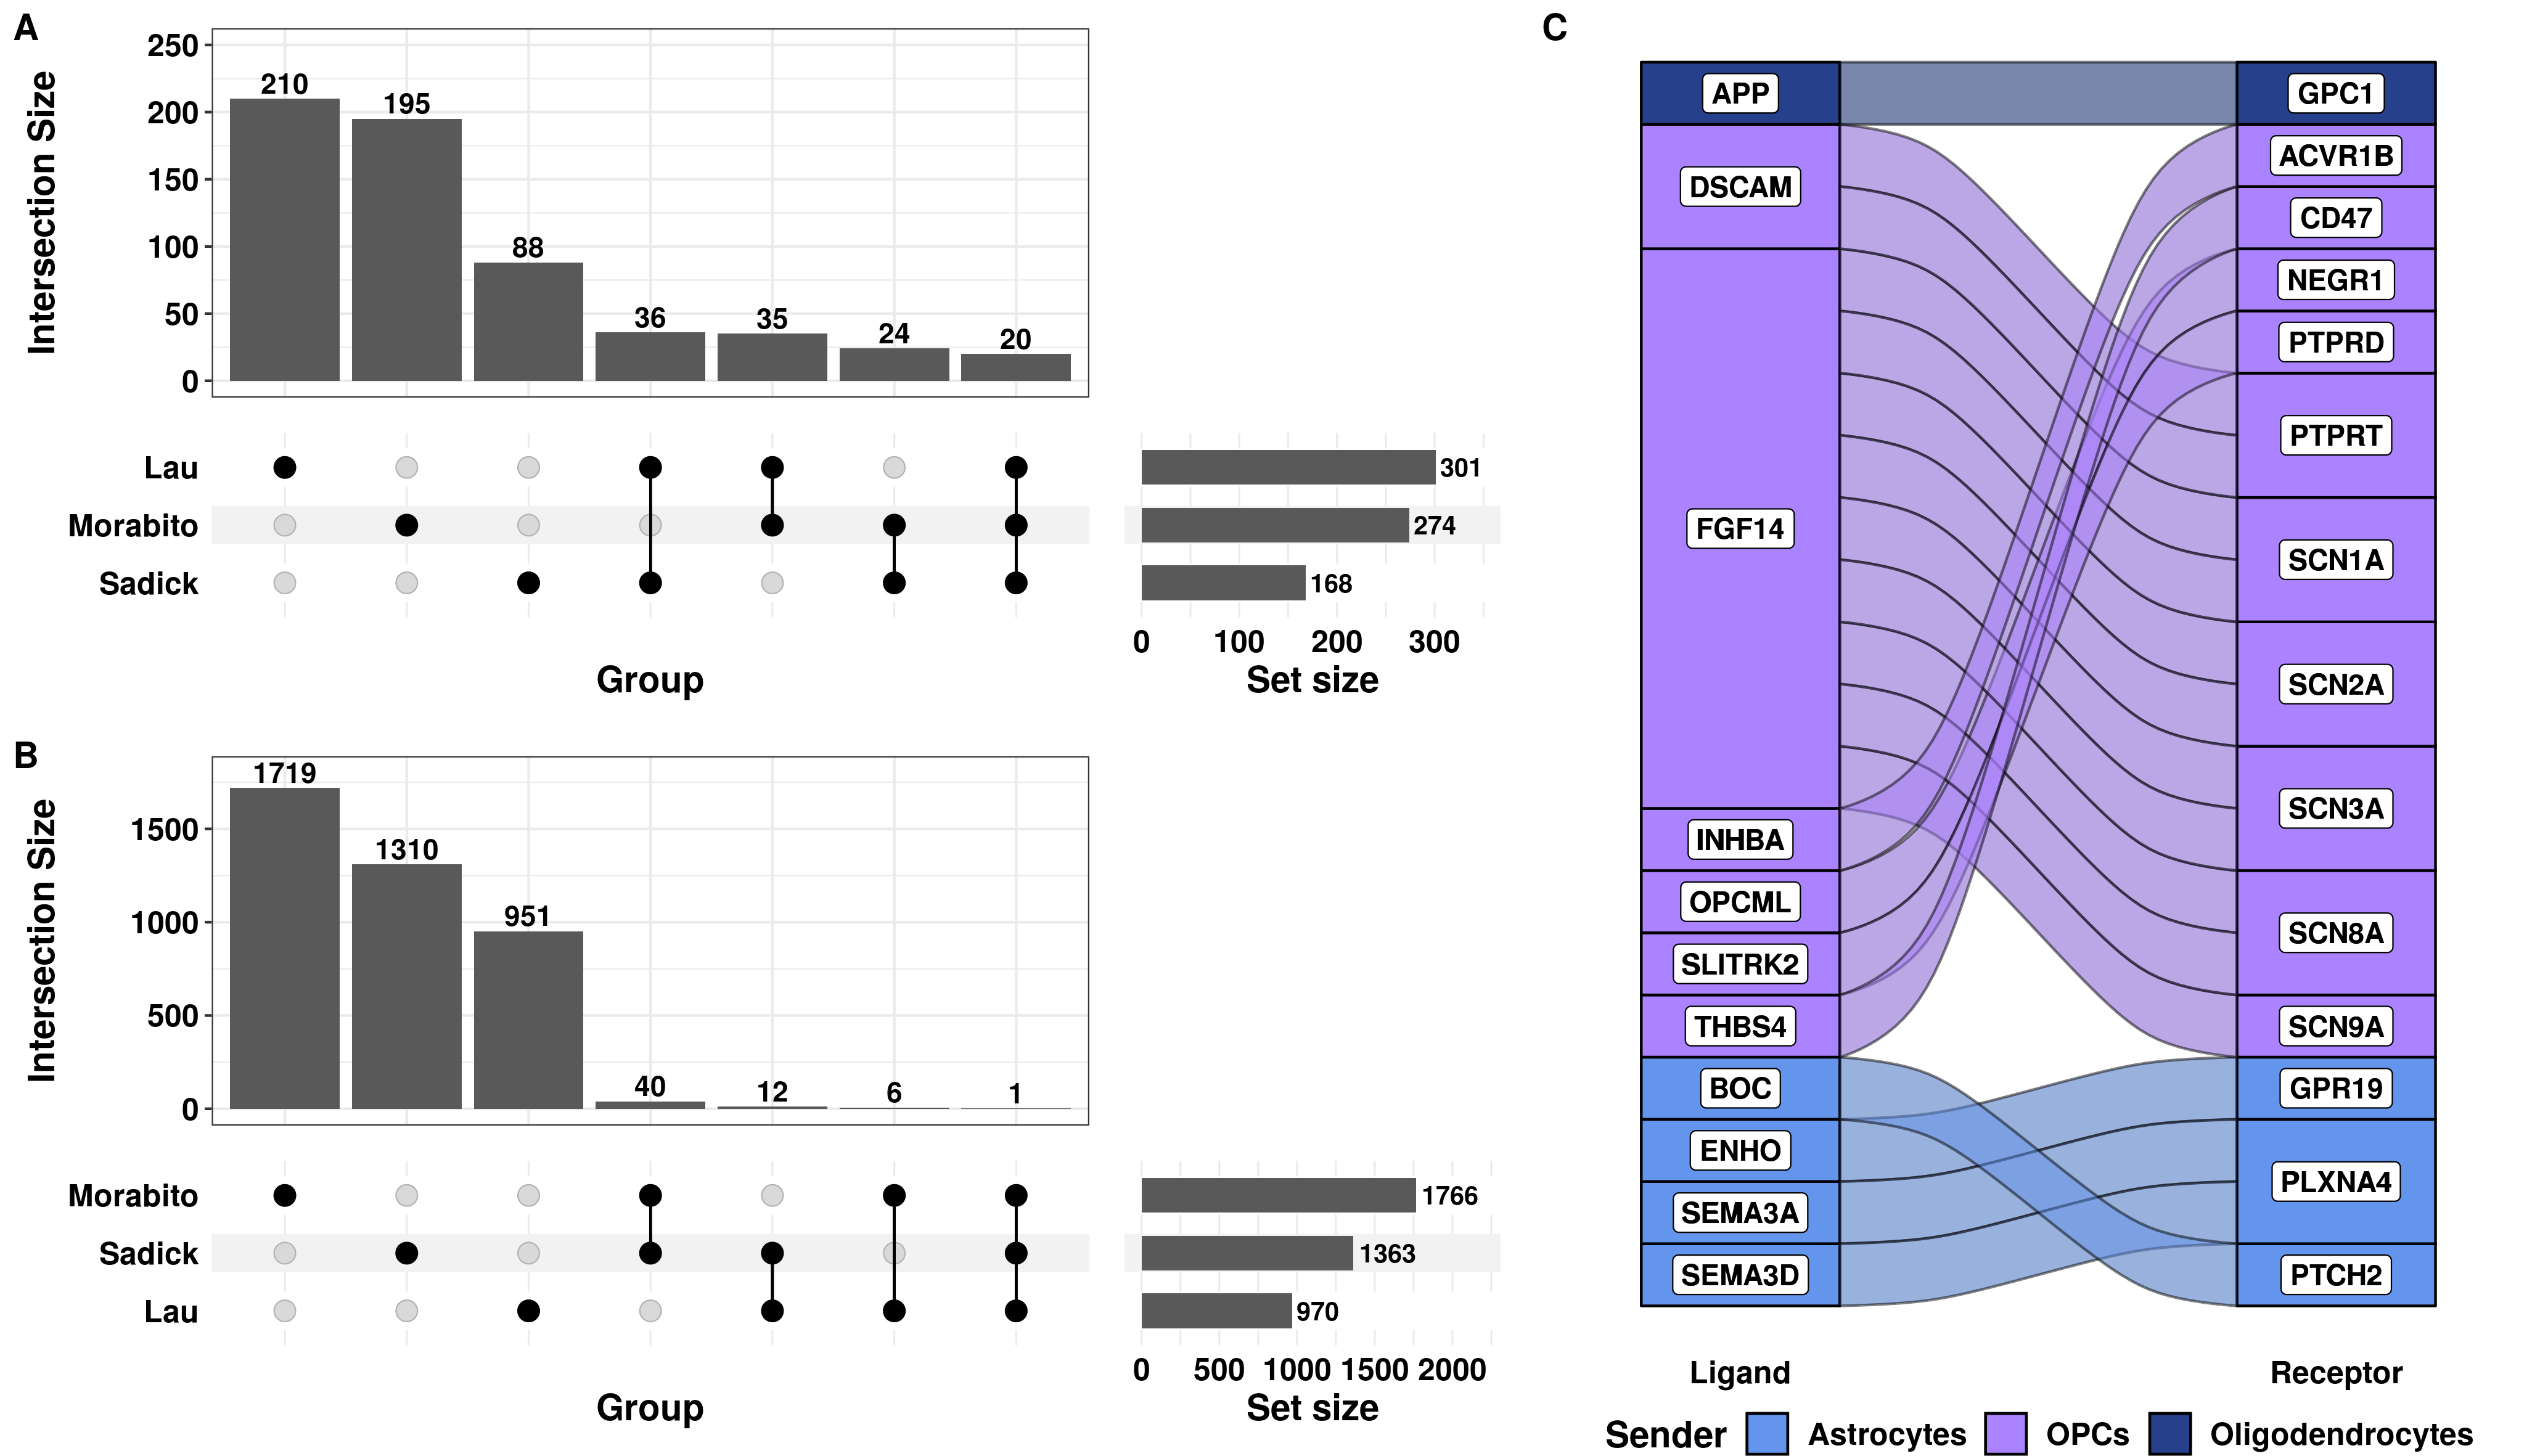 A
Intersection Size
250
200
150
100
50
0
210
195
88
36
35
24
20
Lau
Morabito
Sadick
301
274
168
0 100 200 300
Group
Set size
B
Intersection Size
1500
1000
500
0
1719
1310
951
40
12
6
1
Morabito
Sadick
Lau
1766
1363
970
0 500 1000 1500 2000
Group
Set size
C
APP
DSCAM
FGF14
INHBA
OPCML
SLITRK2
THBS4
BOC
ENHO
SEMA3A
SEMA3D
GPC1
ACVR1B
CD47
NEGR1
PTPRD
PTPRT
SCN1A
SCN2A
SCN3A
SCN8A
SCN9A
GPR19
PLXNA4
PTCH2
Ligand
Receptor
Sender Astrocytes OPCs Oligodendrocytes